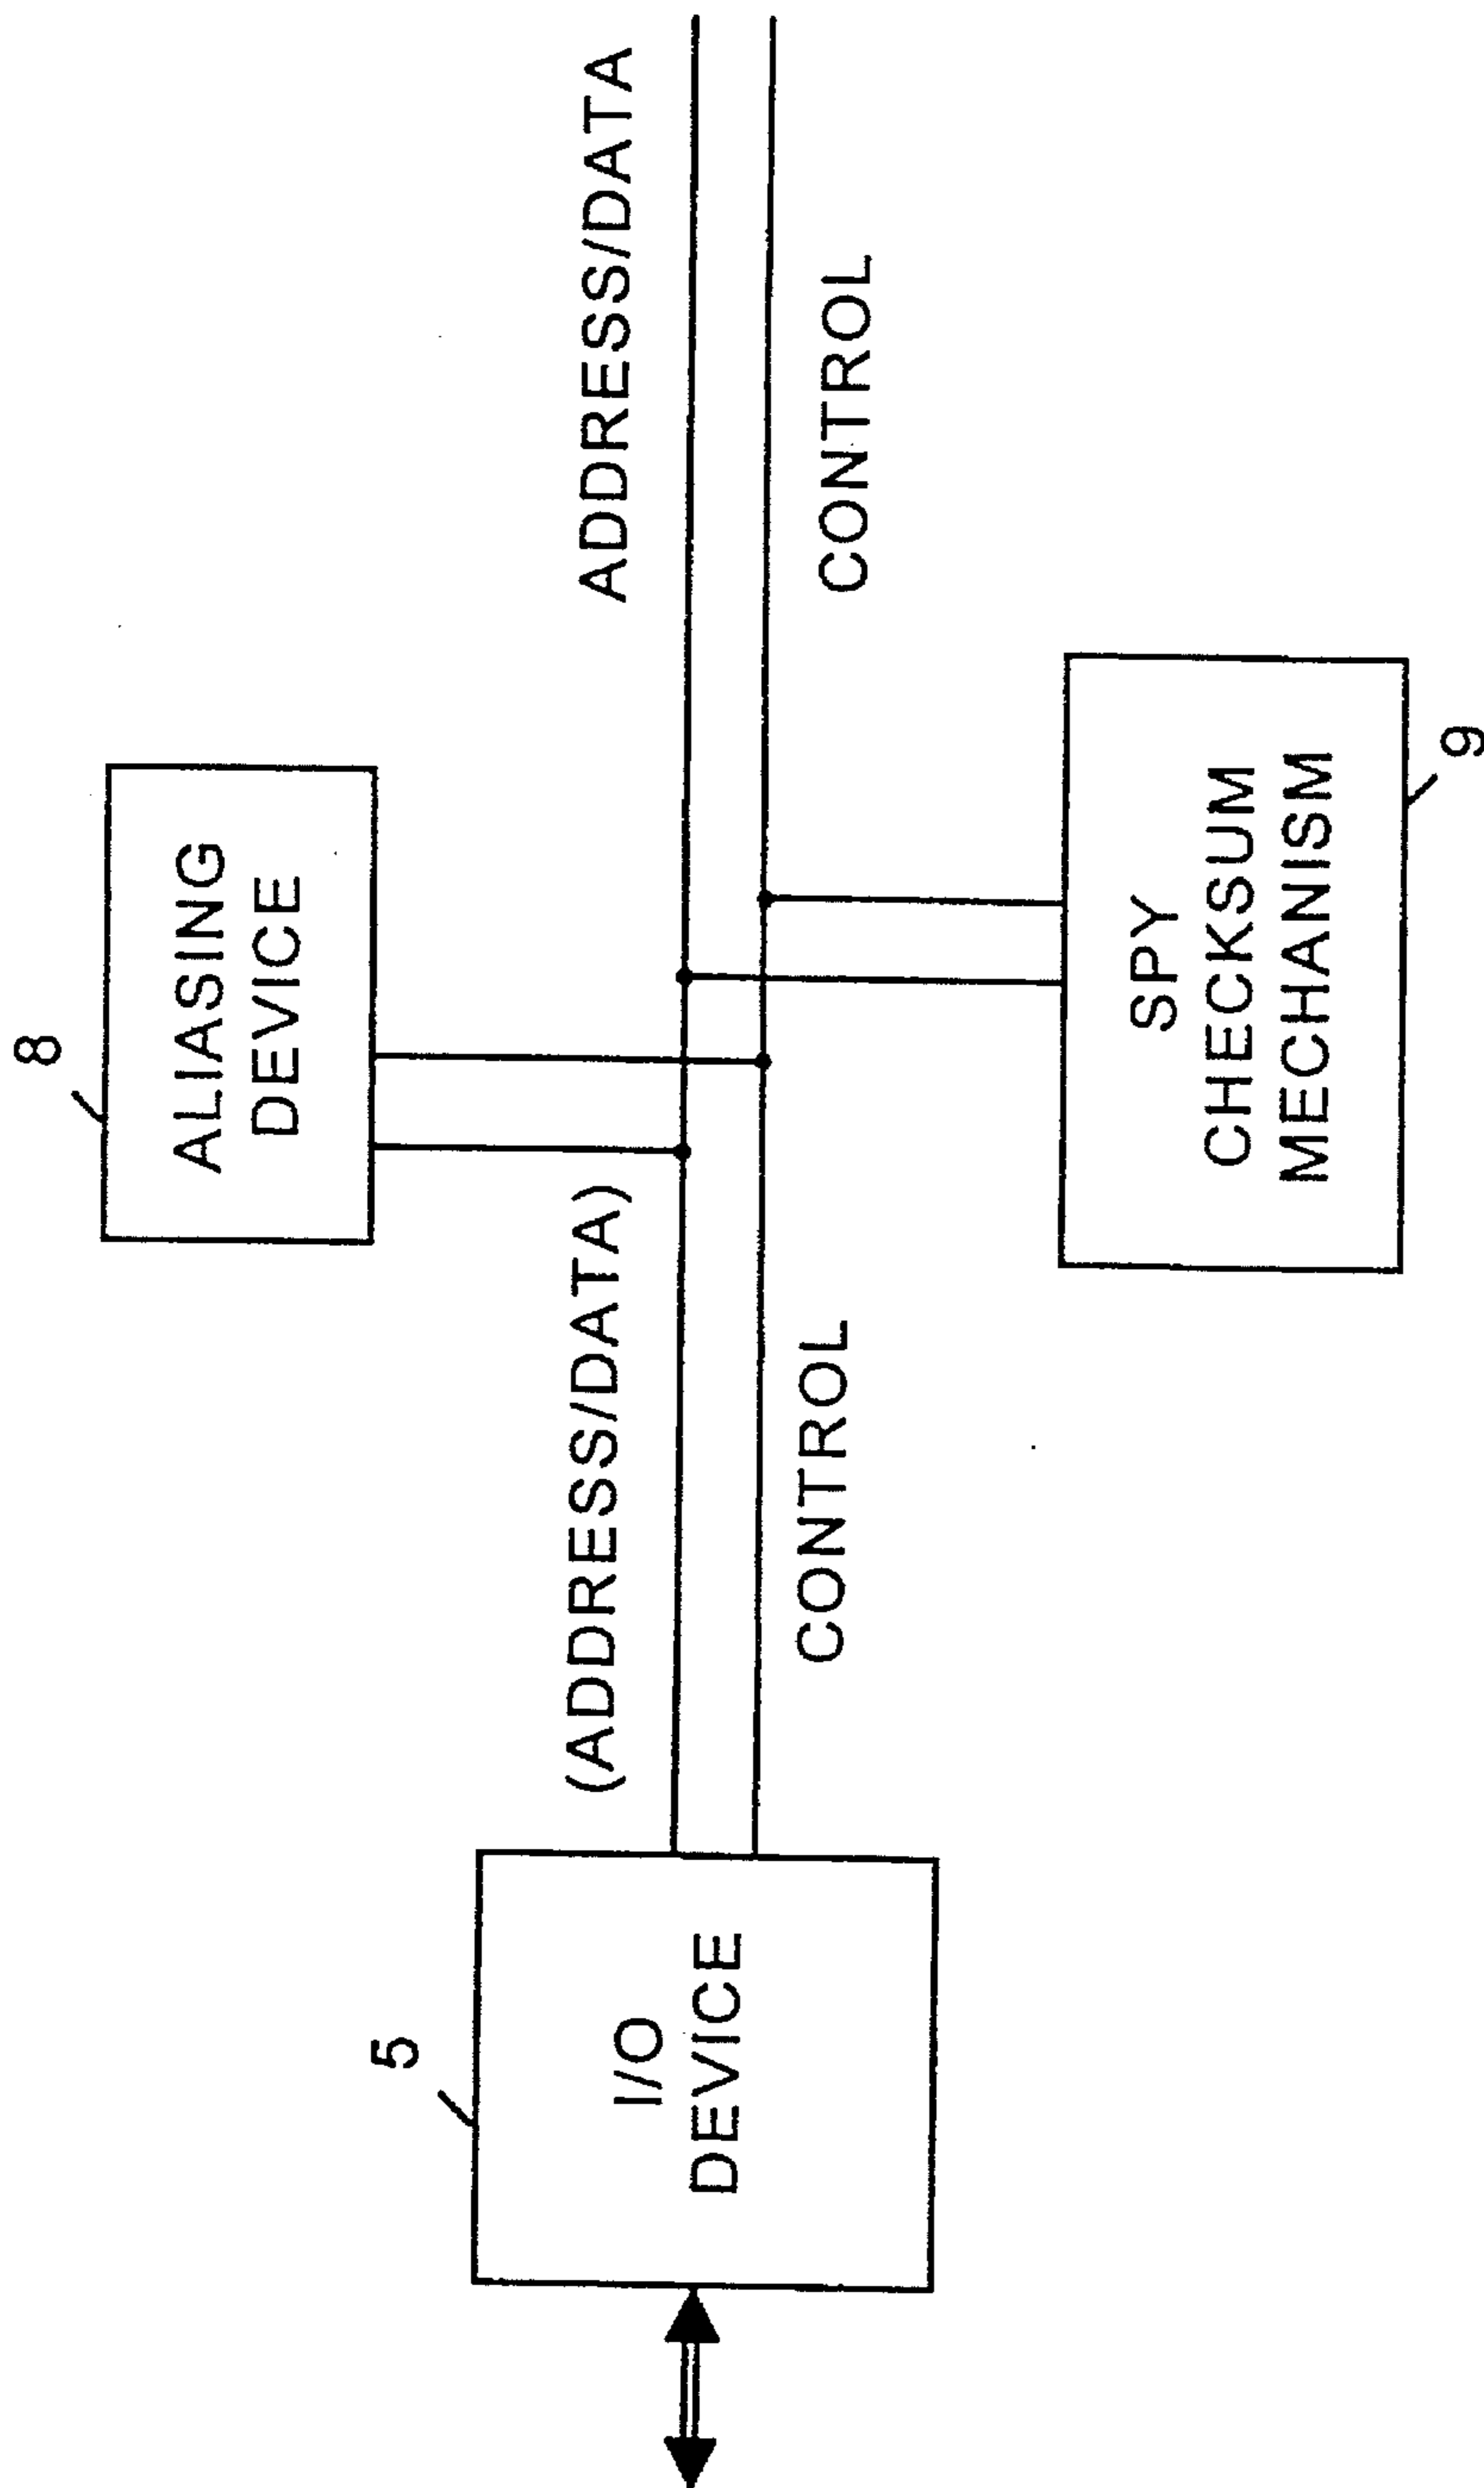 8
ALIASING
DEVICE
(ADDRESS/DATA)
ADDRESS/DATA
5
I/O
DEVICE
CONTROL
CONTROL
SPY
CHECKSUM
MECHANISM
9